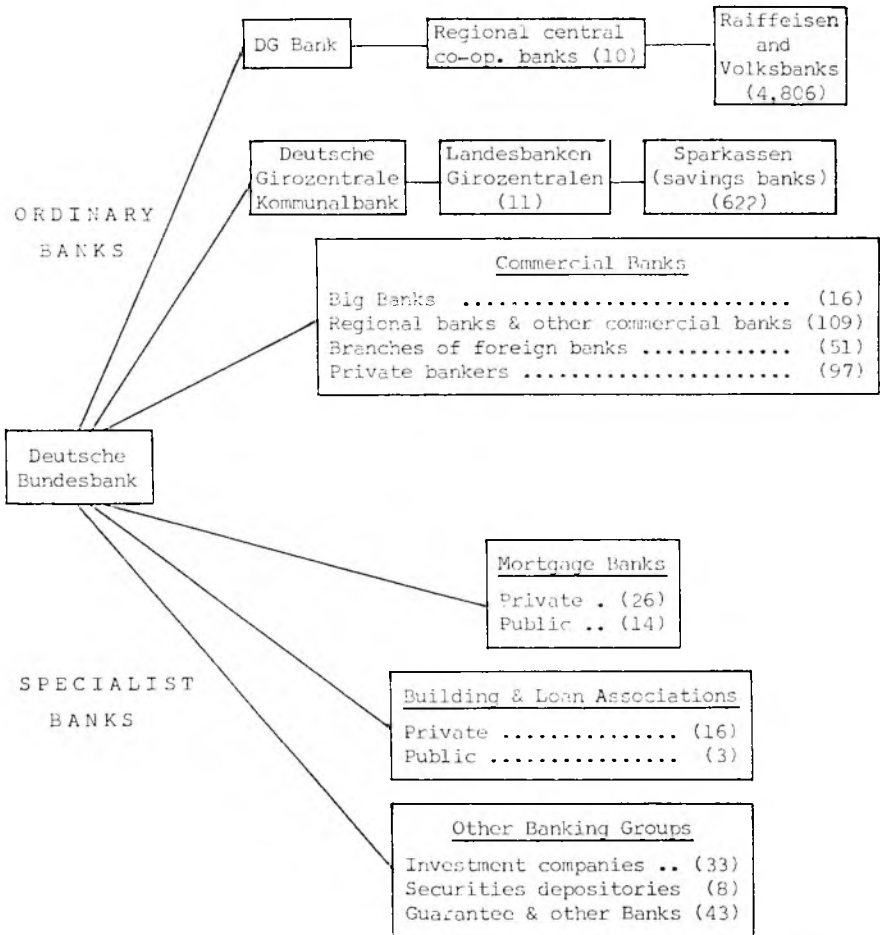 DG Bank
Regional central
co-op. banks (10)
Raiffeisen
and
Volksbanks
(4,806)
Deutsche
Girozentrale
Kommunalbank
Landesbanken
Girozentralen
(11)
Sparkassen
(savings banks)
(622)
ORDINARY
BANKS
Commercial Banks
Big Banks ............................. (16)
Regional banks & other commercial banks (109)
Branches of foreign banks ............. (51)
Private bankers ....................... (97)
Deutsche
Bundesbank
Mortgage Banks
Private . (26)
Public .. (14)
SPECIALIST
BANKS
Building & Loan Associations
Private ............... (16)
Public ................ (3)
Other Banking Groups
Investment companies .. (33)
Securities depositories (8)
Guarantee & other Banks (43)